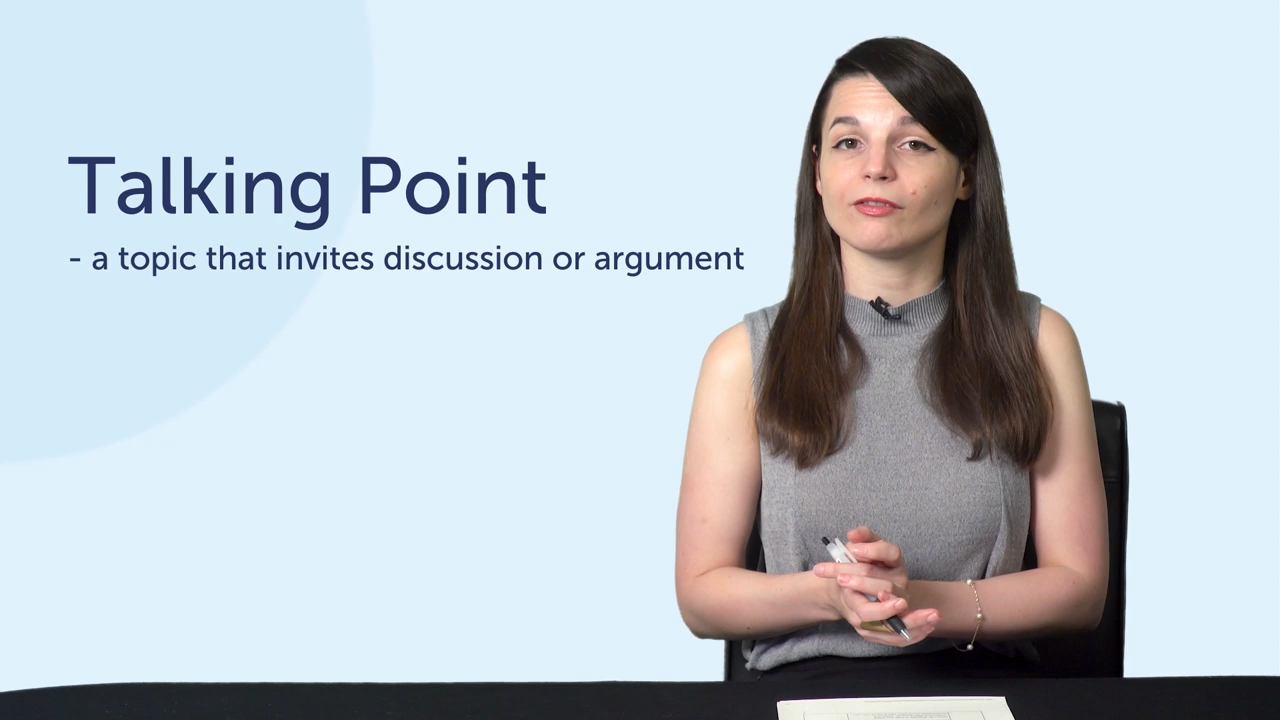 Talking Point
- a topic that invites discussion or argument